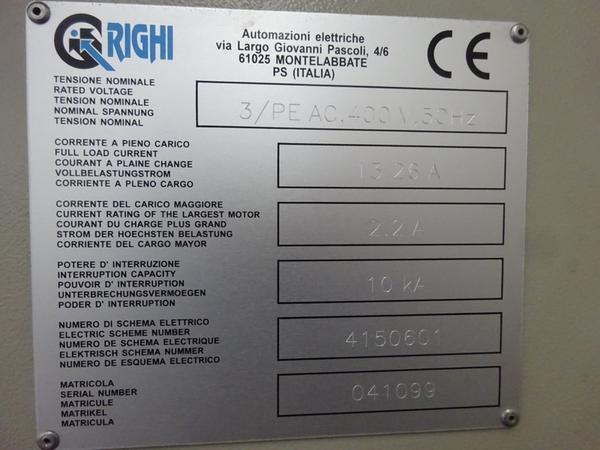 RIGHI
Automazioni elettriche
via Largo Giovanni Pascoli, 4/6
61025 MONTELABBATE
PS (ITALIA)
CE
TENSIONE NOMINALE
RATED VOLTAGE
TENSION NOMINALE
NOMINAL SPANNUNG
TENSION NOMINAL
3/PE AC.400 V.50Hz
CORRENTE A PIENO CARICO
FULL LOAD CURRENT
COURANT A PLAINE CHANGE
VOLLBELASTUNGSTROM
CORRIENTE A PLENO CARGO
13.26 A
CORRENTE DEL CARICO MAGGIORE
CURRENT RATING OF THE LARGEST MOTOR
COURANT DU CHARGE PLUS GRAND
STROM DER HOECHSTEN BELASTUNG
CORRIENTE DEL CARGO MAYOR
2.2 A
POTERE D' INTERRUZIONE
INTERRUPTION CAPACITY
POUVOIR D' INTERRUPTION
UNTERBRECHUNGSVERMOEGEN
PODER D' INTERRUPTION
10 kA
NUMERO DI SCHEMA ELETTRICO
ELECTRIC SCHEME NUMBER
NUMERO DE SCHEMA ELECTRIQUE
ELEKTRISCH SCHEMA NUMMER
NUMERO DE ESQUEMA ELECTRICO
4150601
MATRICOLA
SERIAL NUMBER
MATRICULE
MATRIKEL
MATRICULA
041099